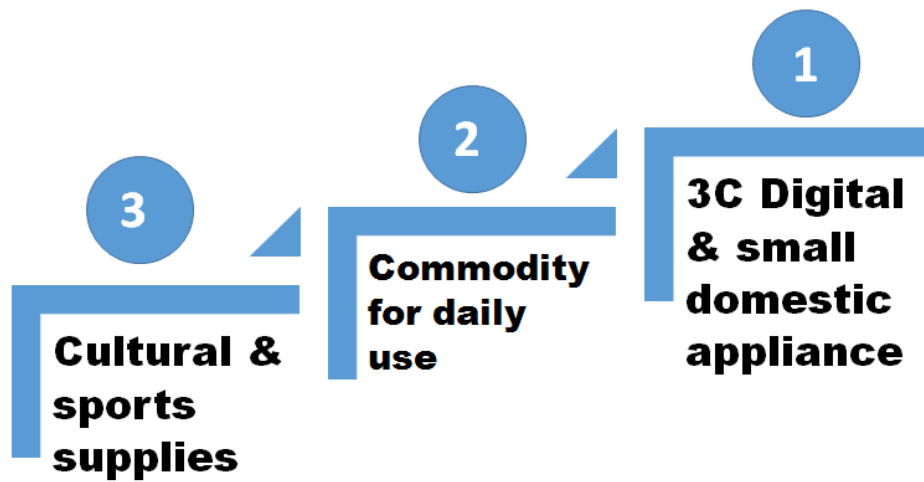 3
Cultural &
sports
supplies
2
Commodity
for daily
use
1
3C Digital
& small
domestic
appliance